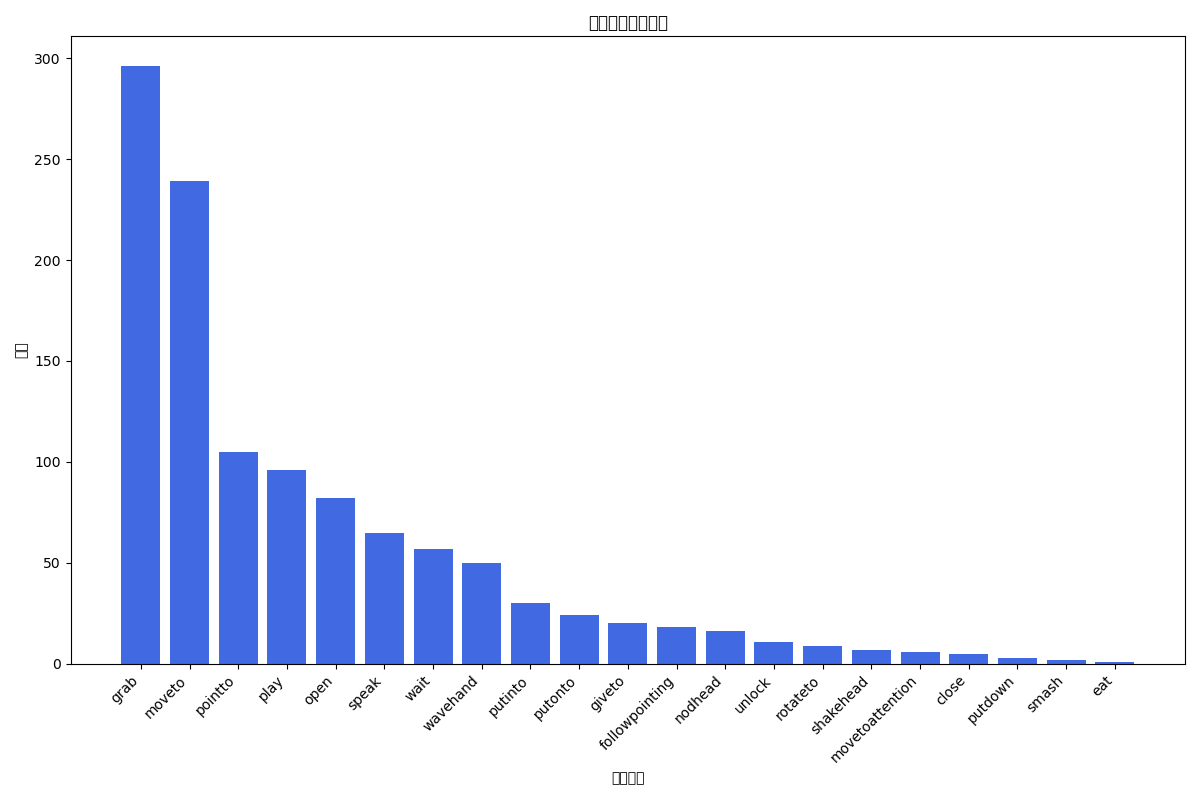 300
250
200
150
100
50
0
grab
moveto
pointto
play
open
speak
wait
wavehand
putinto
putonto
giveto
followpointing
nodhead
unlock
rotateto
shakehead
movetoattention
close
putdown
smash
eat